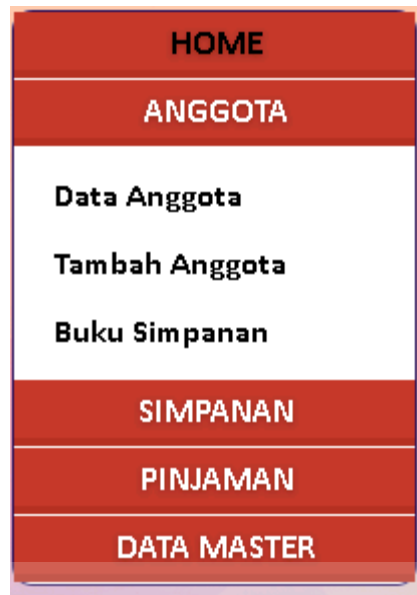 HOME
ANGGOTA
Data Anggota
Tambah Anggota
Buku Simpanan
SIMPANAN
PINJAMAN
DATA MASTER